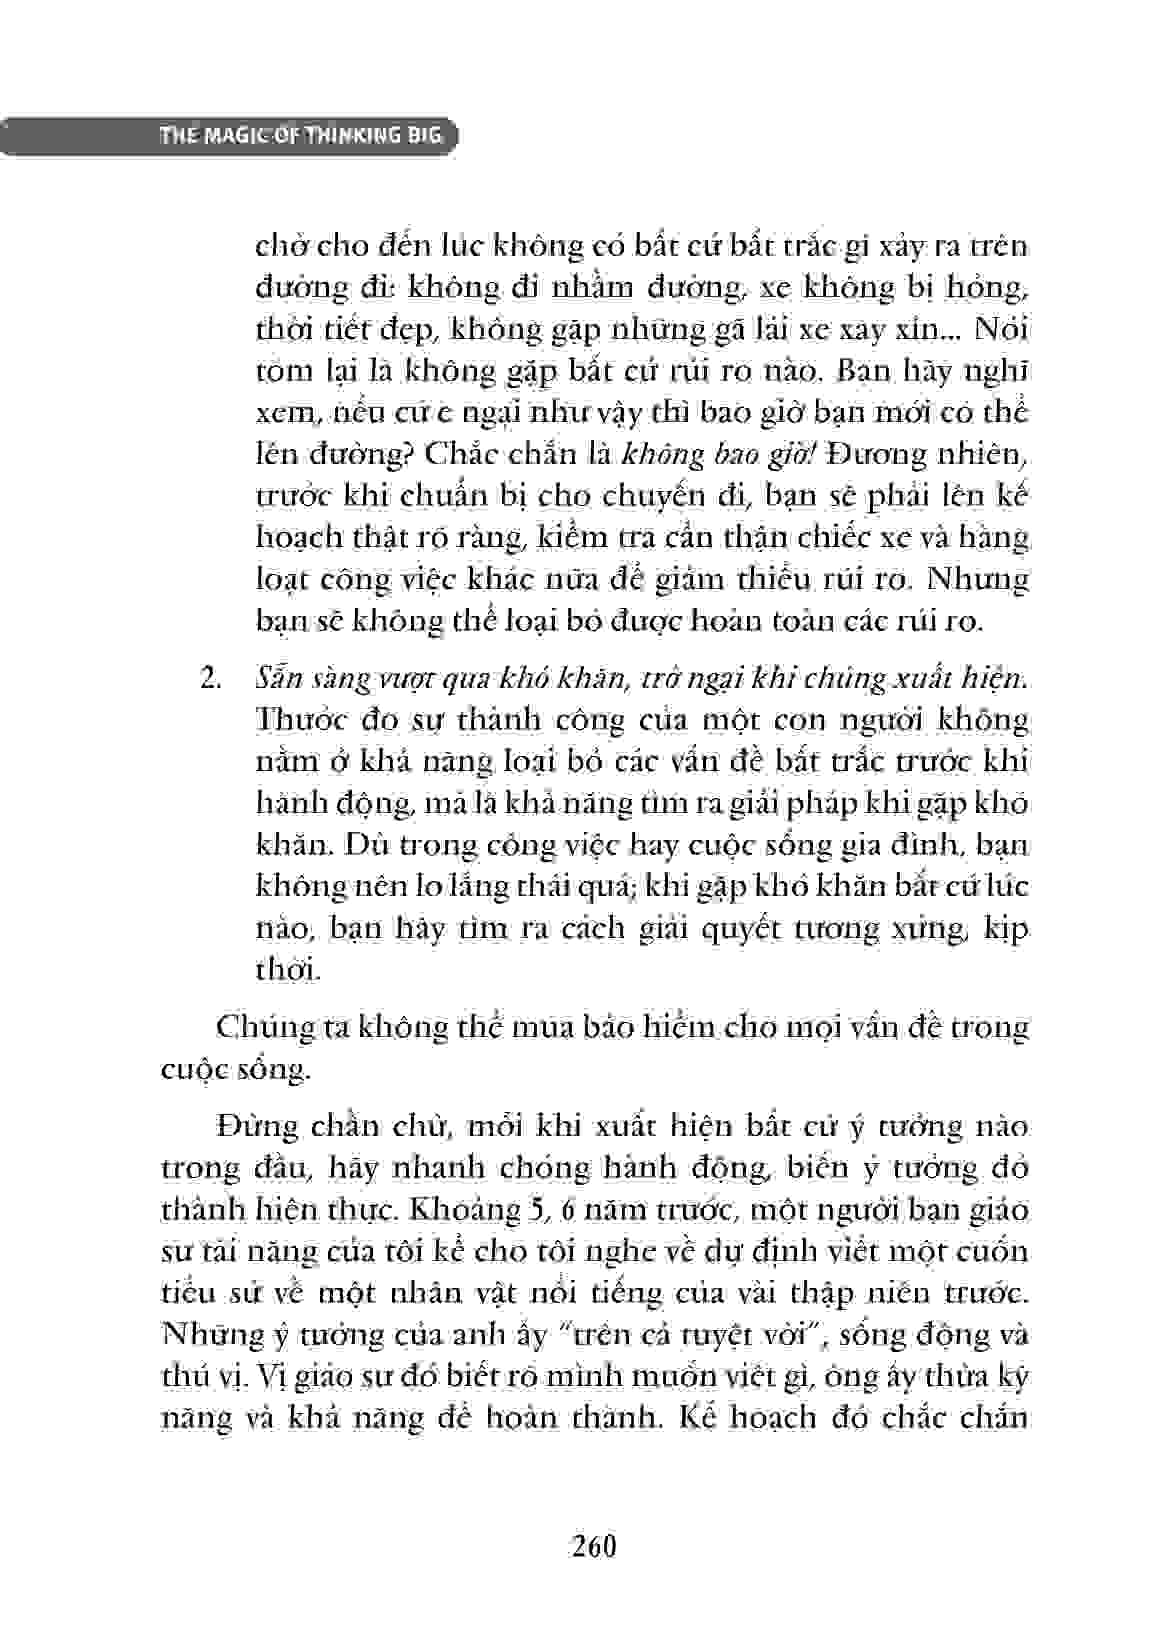 THE MAGIC OF THINKING BIG
chờ cho đến lúc không có bất cứ bất trắc gì xảy ra trên
đường đi: không đi nhầm đường, xe không bị hỏng,
thời tiết đẹp, không gặp những gã lái xe xay xỉn... Nói
tóm lại là không gặp bất cứ rủi ro nào. Bạn hãy nghĩ
xem, nếu cứ e ngại như vậy thì bao giờ bạn mới có thể
lên đường? Chắc chắn là không bao giờ! Đương nhiên,
trước khi chuẩn bị cho chuyến đi, bạn sẽ phải lên kế
hoạch thật rõ ràng, kiểm tra cẩn thận chiếc xe và hàng
loạt công việc khác nữa để giảm thiểu rủi ro. Nhưng
bạn sẽ không thể loại bỏ được hoàn toàn các rủi ro.
2. Sẵn sàng vượt qua khó khăn, trở ngại khi chúng xuất hiện.
Thước đo sự thành công của một con người không
nằm ở khả năng loại bỏ các vấn đề bất trắc trước khi
hành động, mà là khả năng tìm ra giải pháp khi gặp khó
khăn. Dù trong công việc hay cuộc sống gia đình, bạn
không nên lo lắng thái quá; khi gặp khó khăn bất cứ lúc
nào, bạn hãy tìm ra cách giải quyết tương xứng, kịp
thời.
Chúng ta không thể mua bảo hiểm cho mọi vấn đề trong
cuộc sống.
Đừng chần chừ, mỗi khi xuất hiện bất cứ ý tưởng nào
trong đầu, hãy nhanh chóng hành động, biến ý tưởng đó
thành hiện thực. Khoảng 5, 6 năm trước, một người bạn giáo
sư tài năng của tôi kể cho tôi nghe về dự định viết một cuốn
tiểu sử về một nhân vật nổi tiếng của vài thập niên trước.
Những ý tưởng của anh ấy "trên cả tuyệt vời", sống động và
thú vị. Vị giáo sư đó biết rõ mình muốn viết gì, ông ấy thừa kỹ
năng và khả năng để hoàn thành. Kế hoạch đó chắc chắn
260